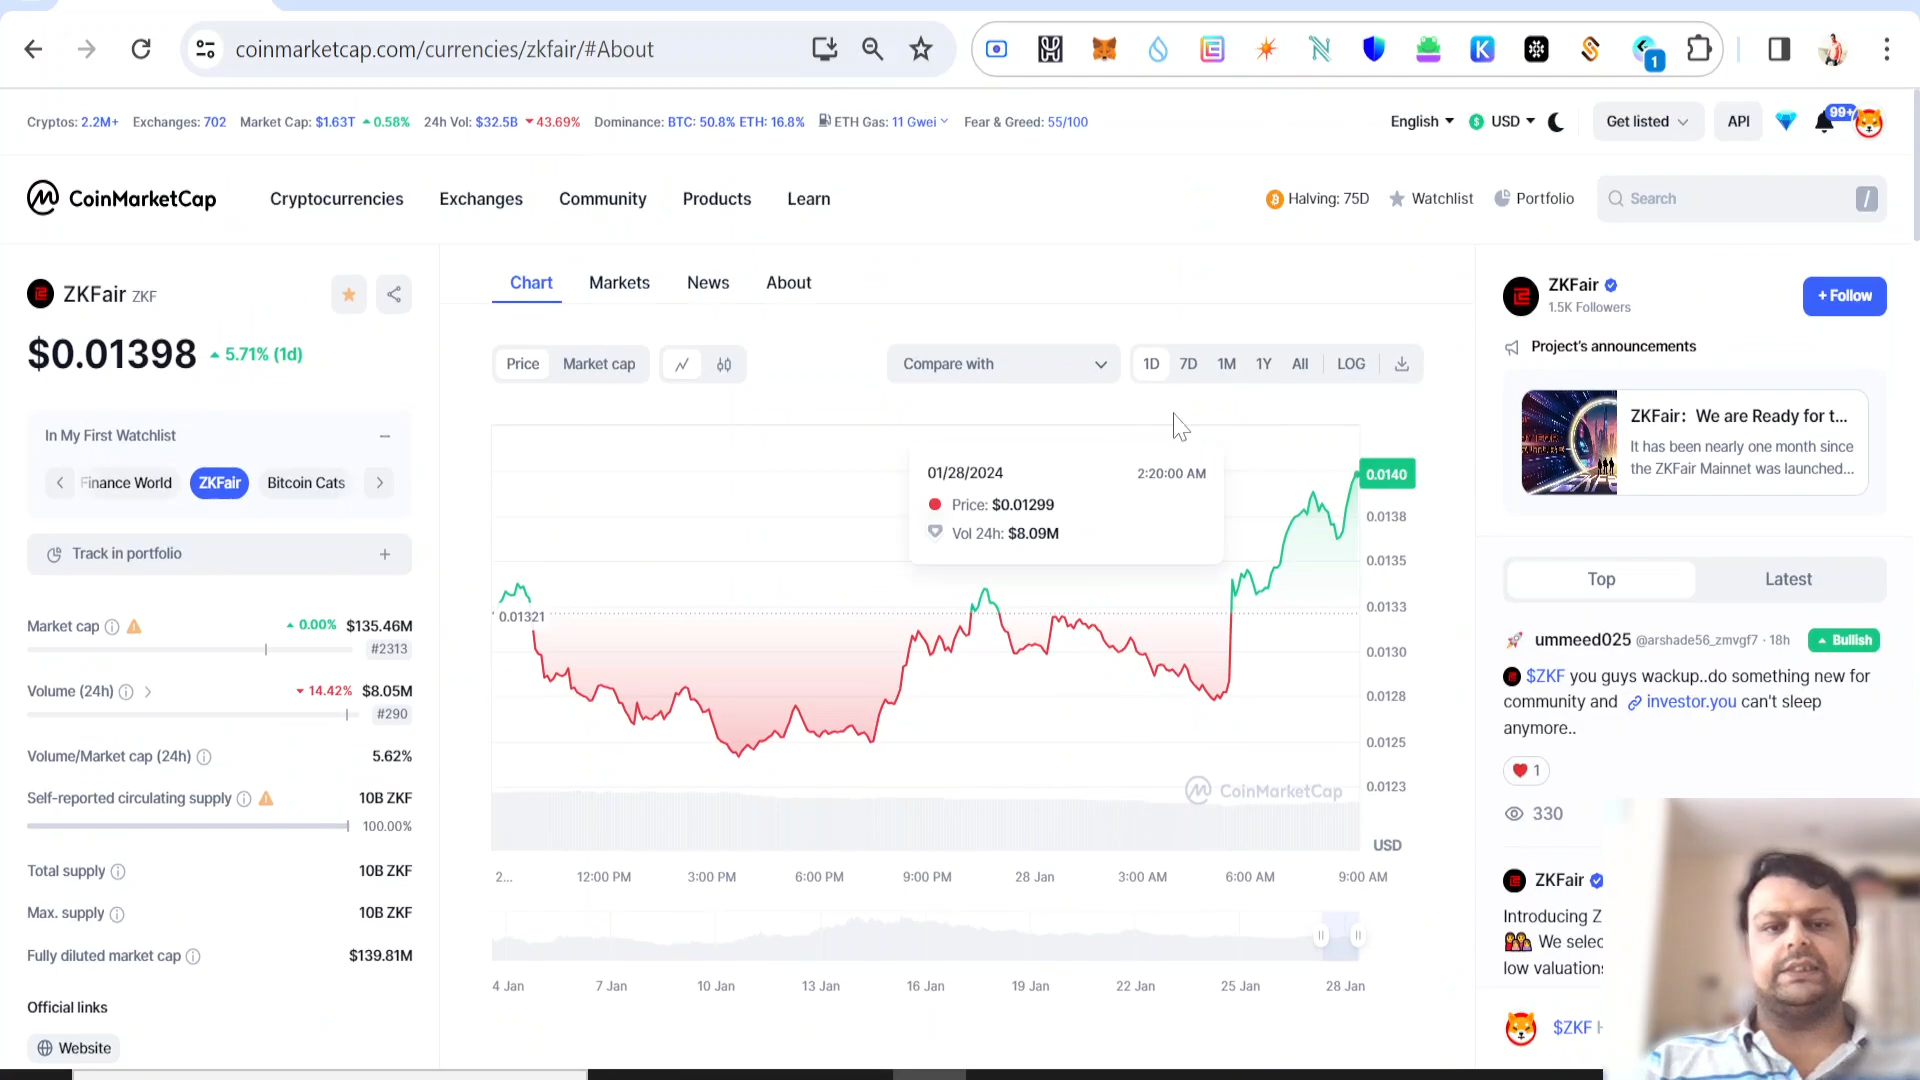 coinmarketcap.com/currencies/zkfair/#About
1
Cryptos: 2.2M+ Exchanges: 702 Market Cap: $1.63T 0.58% 24h Vol: $32.5B 43.69% Dominance: BTC: 50.8% ETH: 16.8% ETH Gas: 11 Gwei Fear & Greed: 55/100
English USD Get listed API 99+
CoinMarketCap
Cryptocurrencies Exchanges Community Products Learn
Halving: 75D Watchlist Portfolio Search /
ZKFair ZKF
$0.01398 5.71% (1d)
In My First Watchlist
Finance World ZKFair Bitcoin Cats
Track in portfolio +
Market cap 0.00% $135.46M
#2313
Volume (24h) 14.42% $8.05M
#290
Volume/Market cap (24h) 5.62%
Self-reported circulating supply 10B ZKF
100.00%
Total supply 10B ZKF
Max. supply 10B ZKF
Fully diluted market cap $139.81M
Official links
Website
Chart Markets News About
Price Market cap
Compare with
1D 7D 1M 1Y All LOG
01/28/2024 2:20:00 AM
Price: $0.01299
Vol 24h: $8.09M
0.01321
0.0140
0.0138
0.0135
0.0133
0.0130
0.0128
0.0125
0.0123
CoinMarketCap
USD
2... 12:00 PM 3:00 PM 6:00 PM 9:00 PM 28 Jan 3:00 AM 6:00 AM 9:00 AM
4 Jan 7 Jan 10 Jan 13 Jan 16 Jan 19 Jan 22 Jan 25 Jan 28 Jan
ZKFair
1.5K Followers
+ Follow
Project's announcements
ZKFair: We are Ready for t...
It has been nearly one month since
the ZKFair Mainnet was launched...
Top Latest
ummeed025 @arshade56_zmvgf7 · 18h Bullish
$ZKF you guys wackup..do something new for
community and investor.you can't sleep
anymore..
1
330
ZKFair
Introducing Z
We selec
low valuations
$ZKF H